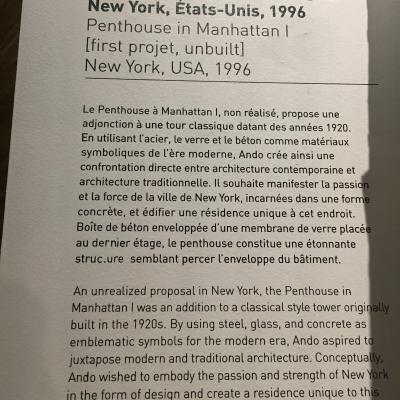 New York, États-Unis, 1996
Penthouse in Manhattan I
[first projet, unbuilt]
New York, USA, 1996
Le Penthouse à Manhattan I, non réalisé, propose une
adjonction à une tour classique datant des années 1920.
En utilisant l'acier, le verre et le béton comme matériaux
symboliques de l'ère moderne, Ando crée ainsi une
confrontation directe entre architecture contemporaine et
architecture traditionnelle. Il souhaite manifester la passion
et la force de la ville de New York, incarnées dans une forme
concrète, et édifier une résidence unique à cet endroit.
Boîte de béton enveloppée d'une membrane de verre placée
au dernier étage, le penthouse constitue une étonnante
struc.ure semblant percer l'enveloppe du bâtiment.
An unrealized proposal in New York, the Penthouse in
Manhattan I was an addition to a classical style tower originally
built in the 1920s. By using steel, glass, and concrete as
emblematic symbols for the modern era, Ando aspired to
juxtapose modern and traditional architecture. Conceptually,
Ando wished to embody the passion and strength of New York
in the form of design and create a residence unique to this